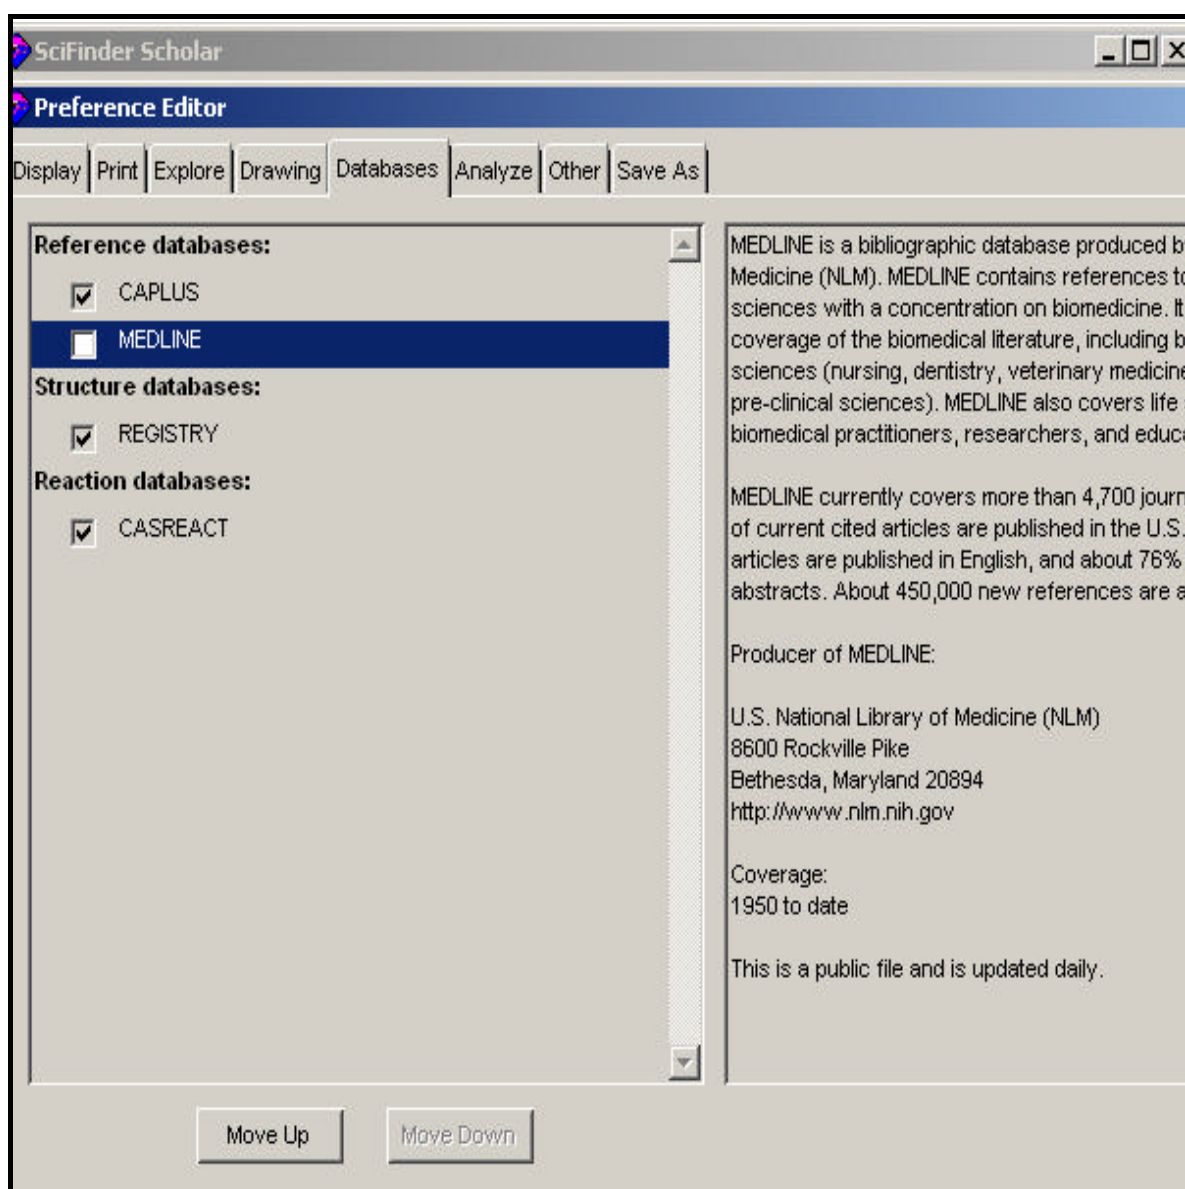 SciFinder Scholar
Preference Editor
Display Print Explore Drawing Databases Analyze Other Save As
Reference databases:
CAPLUS
MEDLINE
Structure databases:
REGISTRY
Reaction databases:
CASREACT
MEDLINE is a bibliographic database produced
Medicine (NLM). MEDLINE contains references
sciences with a concentration on biomedicine. It
coverage of the biomedical literature, including
sciences (nursing, dentistry, veterinary
pre-clinical sciences). MEDLINE also covers life
biomedical practitioners, researchers, and
MEDLINE currently covers more than 4,700
of current cited articles are published in the U.S.
articles are published in English, and about 76%
abstracts. About 450,000 new references are
Producer of MEDLINE:
U.S. National Library of Medicine (NLM)
8600 Rockville Pike
Bethesda, Maryland 20894
http://www.nlm.nih.gov
Coverage:
1950 to date
This is a public file and is updated daily.
Move Up Move Down